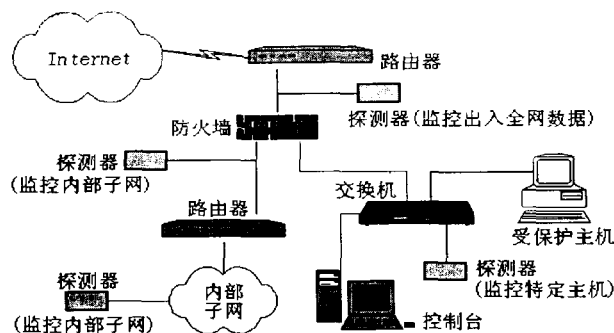 Internet
路由器
防火墙
探测器(监控出入全网数据)
探测器
(监控内部子网)
路由器
交换机
受保护主机
探测器
(监控特定主机)
探测器
(监控内部子网)
内部
子网
控制台